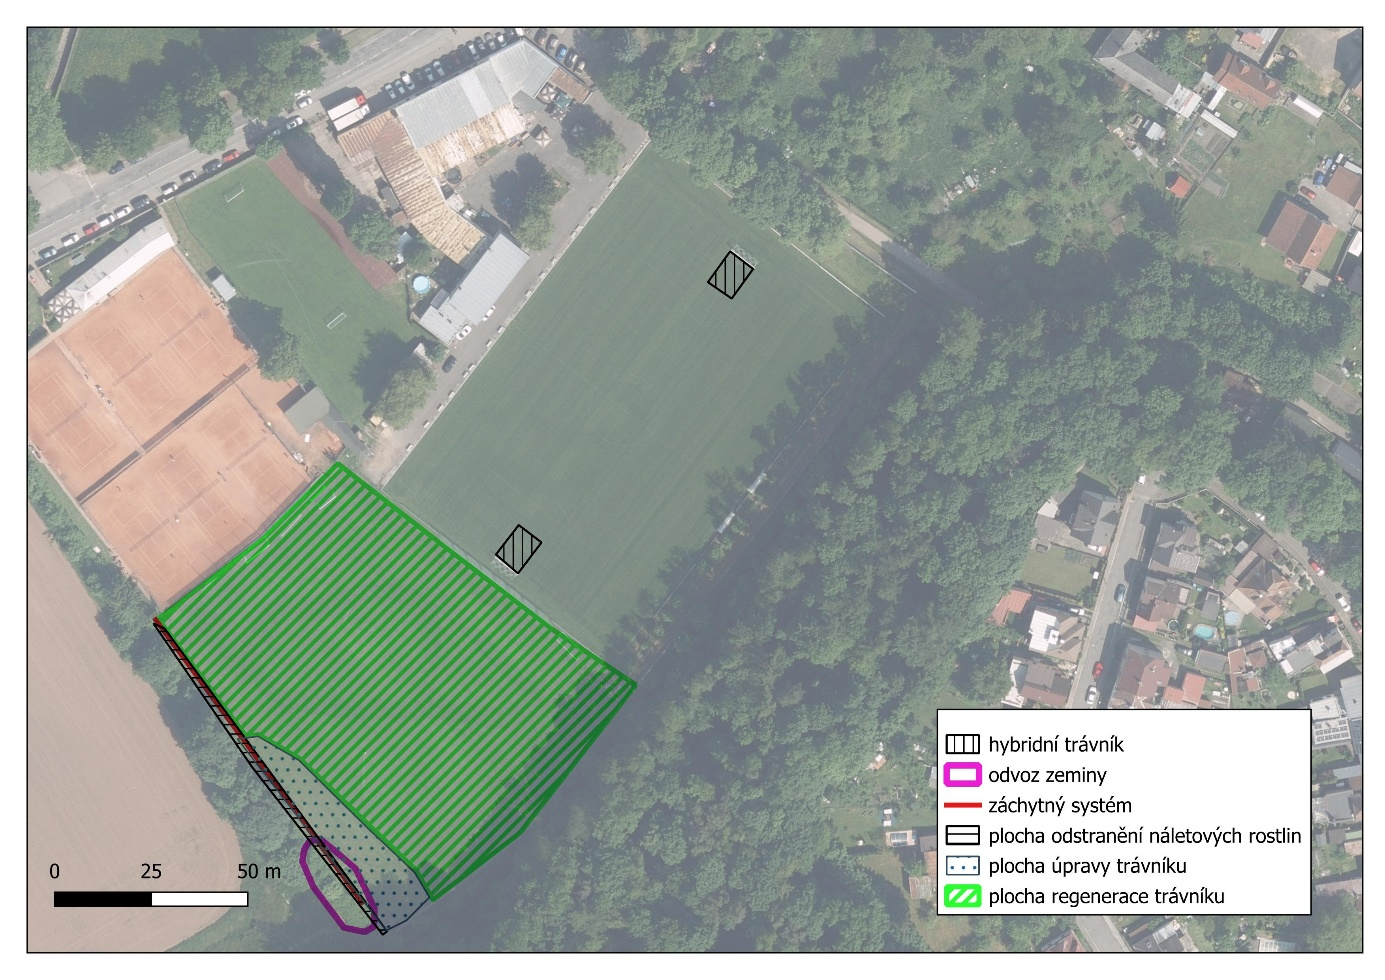 hybridní trávník
odvoz zeminy
záchytný systém
plocha odstranění náletových rostlin
plocha úpravy trávníku
plocha regenerace trávníku
0 25 50 m